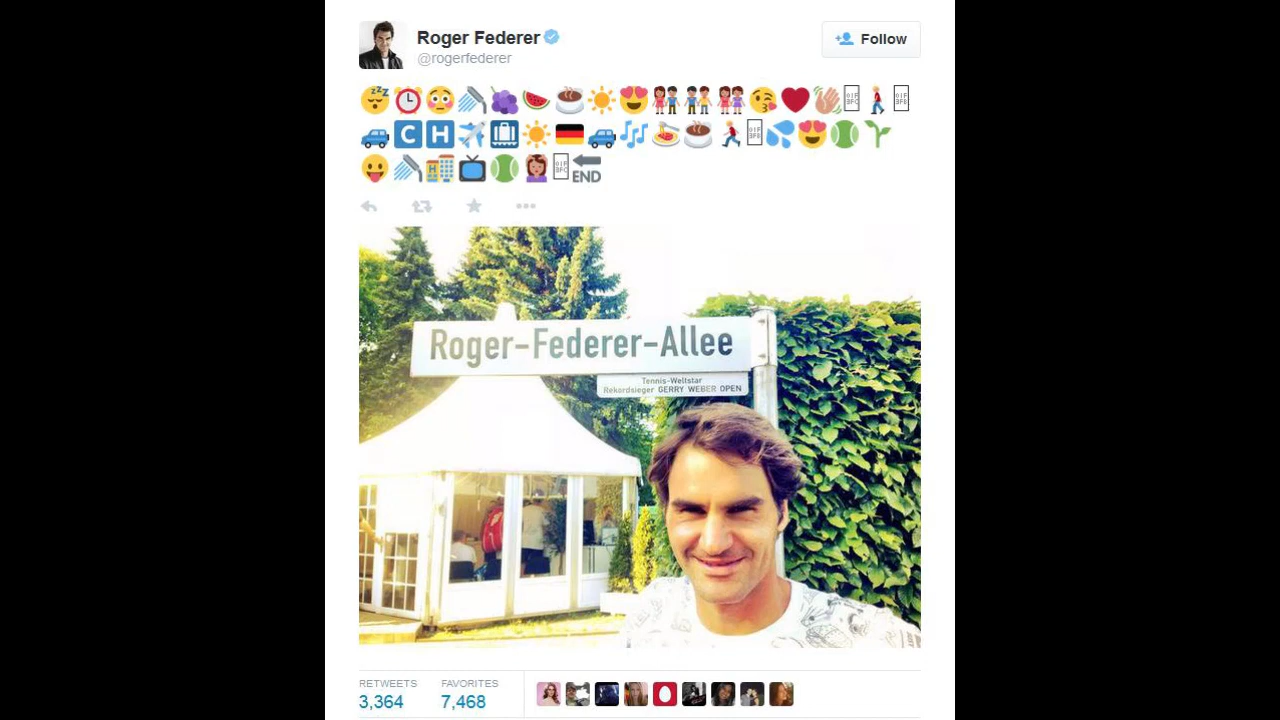 Roger Federer
@rogerfederer
Follow
CH
END
Roger-Federer-Allee
Tennis-Weltstar
Rekordsieger GERRY WEBER OPEN
RETWEETS
3,364
FAVORITES
7,468